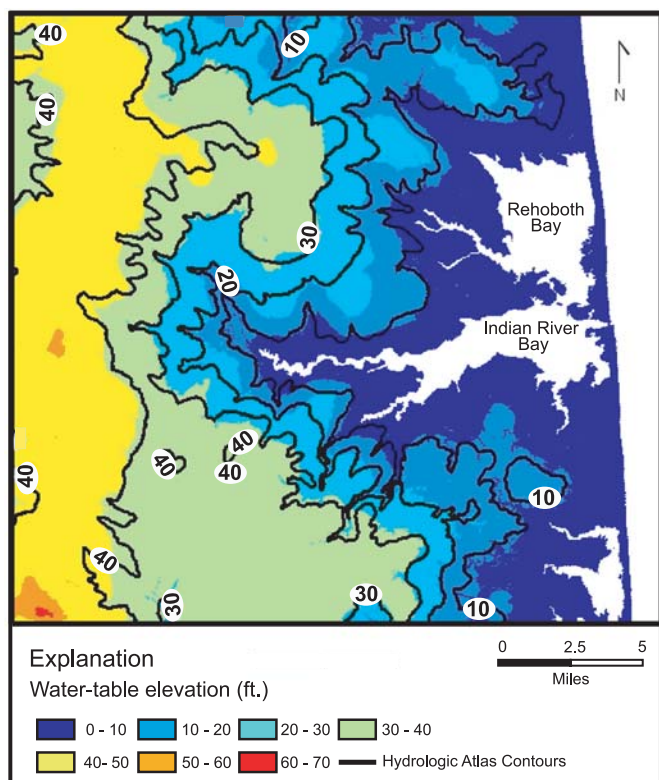 40
10
N
40
Rehoboth
Bay
30
20
Indian River
Bay
40
40
40
40
10
40
30
30
10
Explanation
0 2.5 5
Miles
Water-table elevation (ft.)
0 - 10 10 - 20 20 - 30 30 - 40
40- 50 50 - 60 60 - 70 Hydrologic Atlas Contours